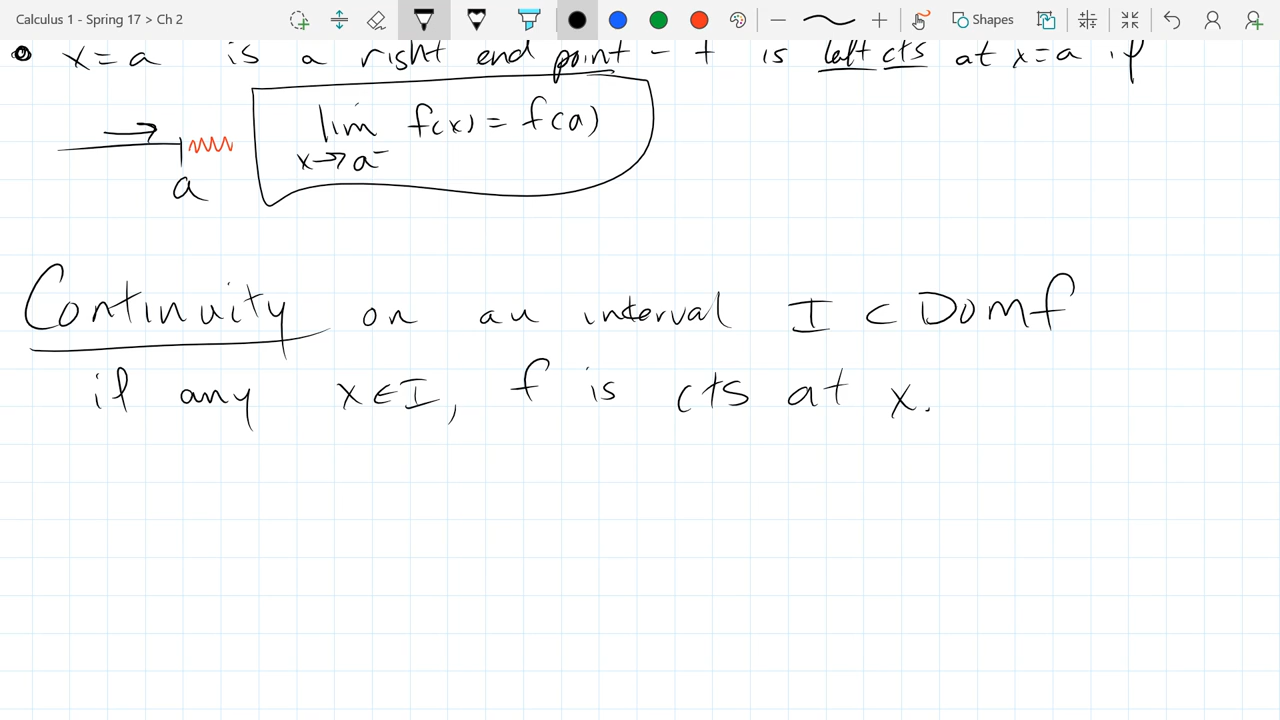 Calculus 1 - Spring 17 > Ch 2
Shapes
x=a is a right end point - f is left cts at x=a if
lim f(x) = f(a)
x→a⁻
a
Continuity on an interval I ⊂ Dom f
if any x∈I, f is cts at x.